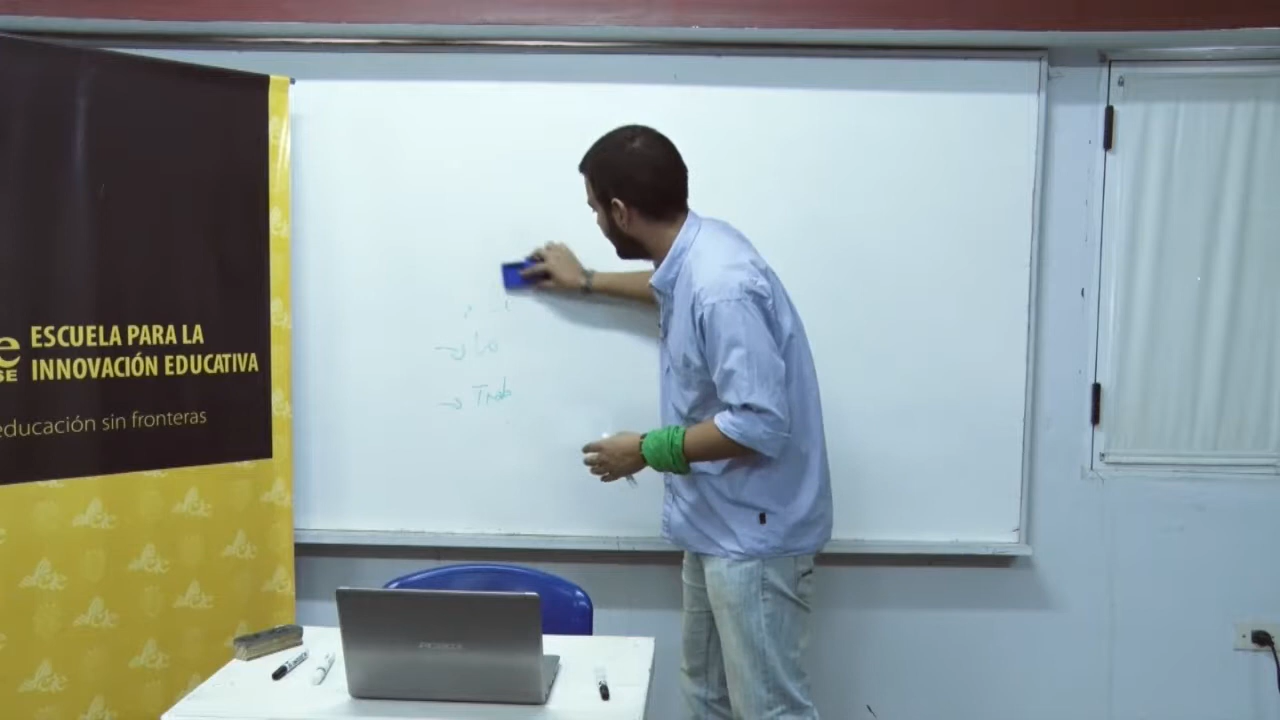 ESCUELA PARA LA
INNOVACIÓN EDUCATIVA
educación sin fronteras
→ Lo
→ Trab